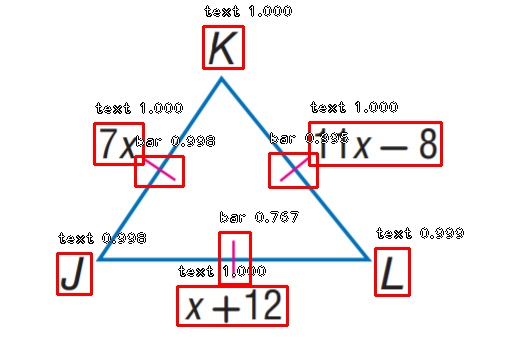 text 1.000
K
text 1.000
7x
bar 0.998
text 1.000
bar 0.996
11x − 8
text 0.998
J
bar 0.767
text 0.999
L
text 1.000
x + 12